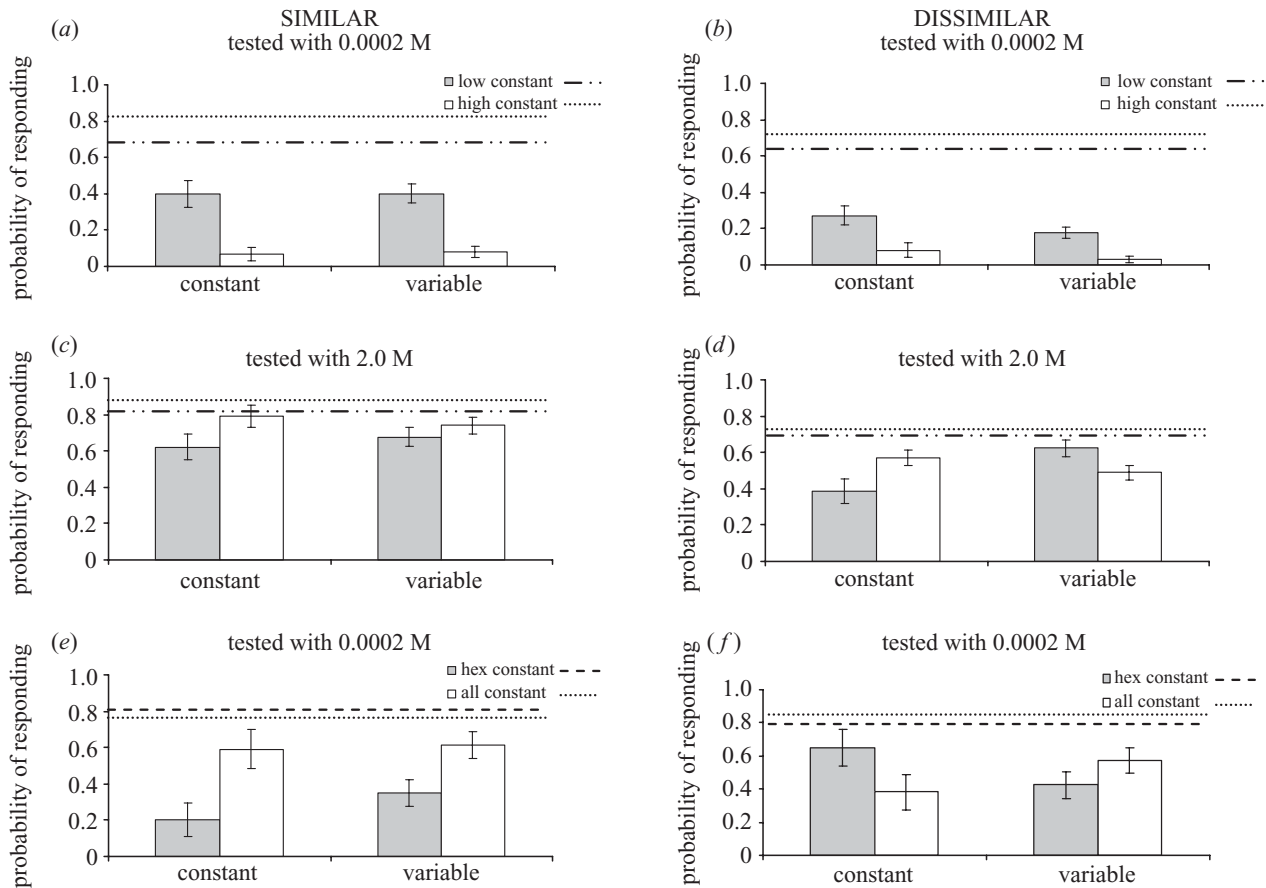 SIMILAR
(a)
tested with 0.0002 M
probability of responding
1.0
0.8
0.6
0.4
0.2
0
low constant
high constant
constant
variable
DISSIMILAR
(b)
tested with 0.0002 M
probability of responding
1.0
0.8
0.6
0.4
0.2
0
low constant
high constant
constant
variable
(c)
tested with 2.0 M
probability of responding
1.0
0.8
0.6
0.4
0.2
0
constant
variable
(d)
tested with 2.0 M
probability of responding
1.0
0.8
0.6
0.4
0.2
0
constant
variable
(e)
tested with 0.0002 M
probability of responding
1.0
0.8
0.6
0.4
0.2
0
hex constant
all constant
constant
variable
(f)
tested with 0.0002 M
probability of responding
1.0
0.8
0.6
0.4
0.2
0
hex constant
all constant
constant
variable